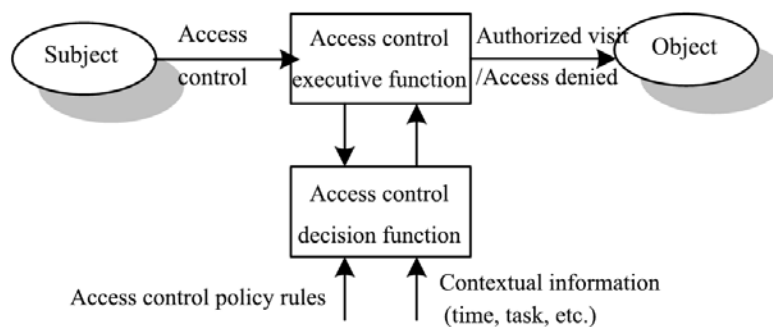 Subject
Access
control
Access control
executive function
Authorized visit
/Access denied
Object
Access control
decision function
Access control policy rules
Contextual information
(time, task, etc.)